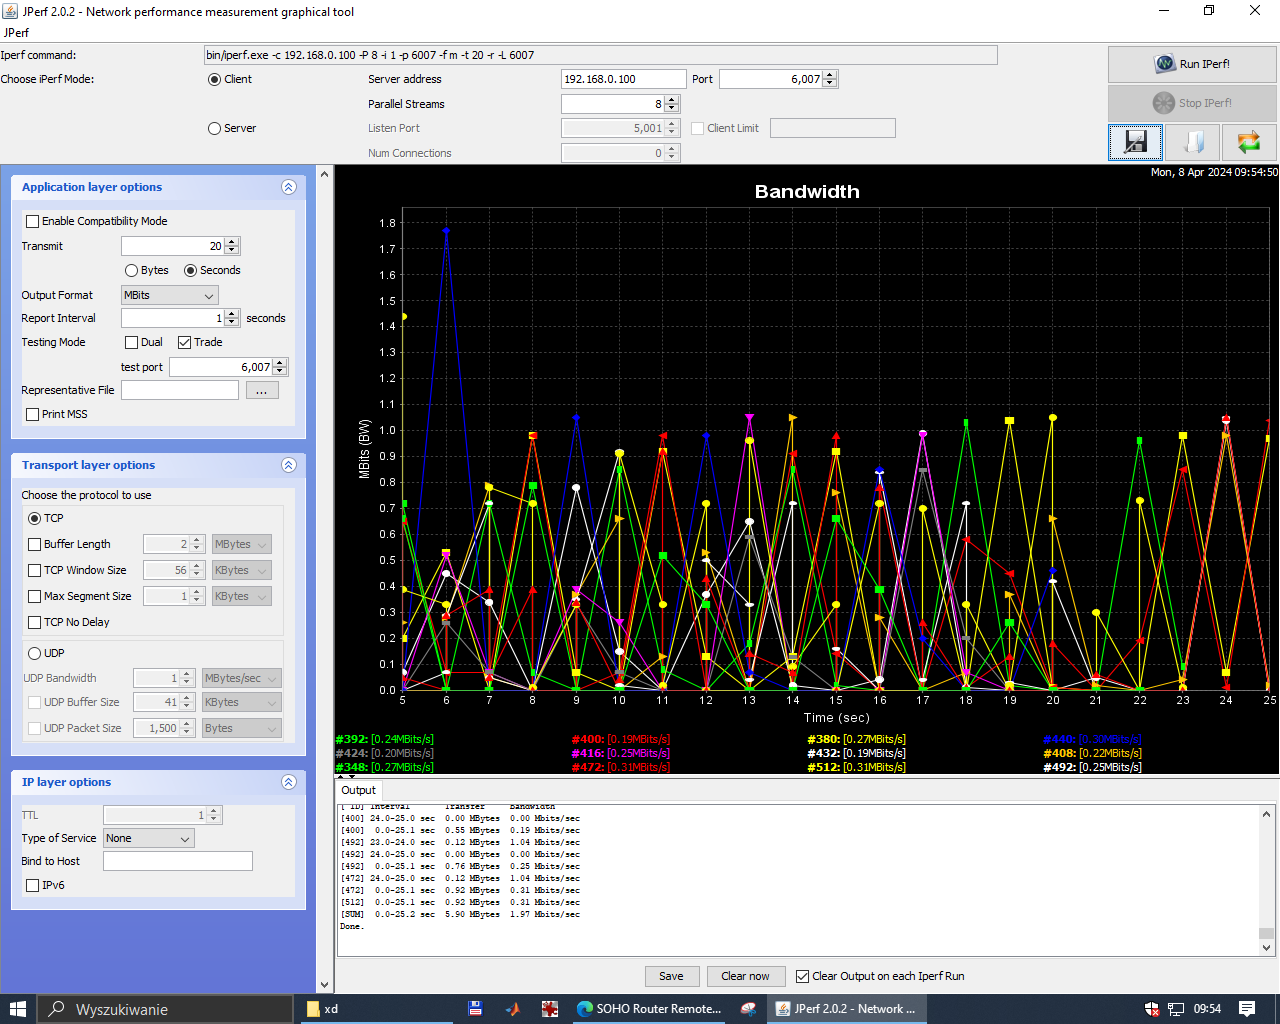 JPerf 2.0.2 - Network performance measurement graphical tool
JPerf
Iperf command: bin/iperf.exe -c 192.168.0.100 -P 8 -i 1 -p 6007 -f m -t 20 -r -L 6007
Choose iPerf Mode: Client Server address 192.168.0.100 Port 6,007
Parallel Streams 8
Server Listen Port 5,001 Client Limit
Num Connections 0
Run IPerf!
Stop IPerf!
Application layer options
Enable Compatibility Mode
Transmit 20
Bytes Seconds
Output Format MBits
Report Interval 1 seconds
Testing Mode Dual Trade
test port 6,007
Representative File ...
Print MSS
Transport layer options
Choose the protocol to use
TCP
Buffer Length 2 MBytes
TCP Window Size 56 KBytes
Max Segment Size 1 KBytes
TCP No Delay
UDP
UDP Bandwidth 1 MBytes/sec
UDP Buffer Size 41 KBytes
UDP Packet Size 1,500 Bytes
IP layer options
TTL 1
Type of Service None
Bind to Host
IPv6
Mon, 8 Apr 2024 09:54:50
Bandwidth
MBits (BW)
1.8
1.7
1.6
1.5
1.4
1.3
1.2
1.1
1.0
0.9
0.8
0.7
0.6
0.5
0.4
0.3
0.2
0.1
0.0
5 6 7 8 9 10 11 12 13 14 15 16 17 18 19 20 21 22 23 24 25
Time (sec)
#392: [0.24MBits/s] #400: [0.19MBits/s] #380: [0.27MBits/s] #440: [0.30MBits/s]
#424: [0.20MBits/s] #416: [0.25MBits/s] #432: [0.19MBits/s] #408: [0.22MBits/s]
#348: [0.27MBits/s] #472: [0.31MBits/s] #512: [0.31MBits/s] #492: [0.25MBits/s]
Output
[ ID] Interval Transfer Bandwidth
[400] 24.0-25.0 sec 0.00 MBytes 0.00 Mbits/sec
[400] 0.0-25.1 sec 0.55 MBytes 0.19 Mbits/sec
[492] 23.0-24.0 sec 0.12 MBytes 1.04 Mbits/sec
[492] 24.0-25.0 sec 0.00 MBytes 0.00 Mbits/sec
[492] 0.0-25.1 sec 0.76 MBytes 0.25 Mbits/sec
[472] 24.0-25.0 sec 0.12 MBytes 1.04 Mbits/sec
[472] 0.0-25.1 sec 0.92 MBytes 0.31 Mbits/sec
[512] 0.0-25.1 sec 0.92 MBytes 0.31 Mbits/sec
[SUM] 0.0-25.2 sec 5.90 MBytes 1.97 Mbits/sec
Done.
Save Clear now Clear Output on each Iperf Run
Wyszukiwanie xd SOHO Router Remote... JPerf 2.0.2 - Network ... 09:54